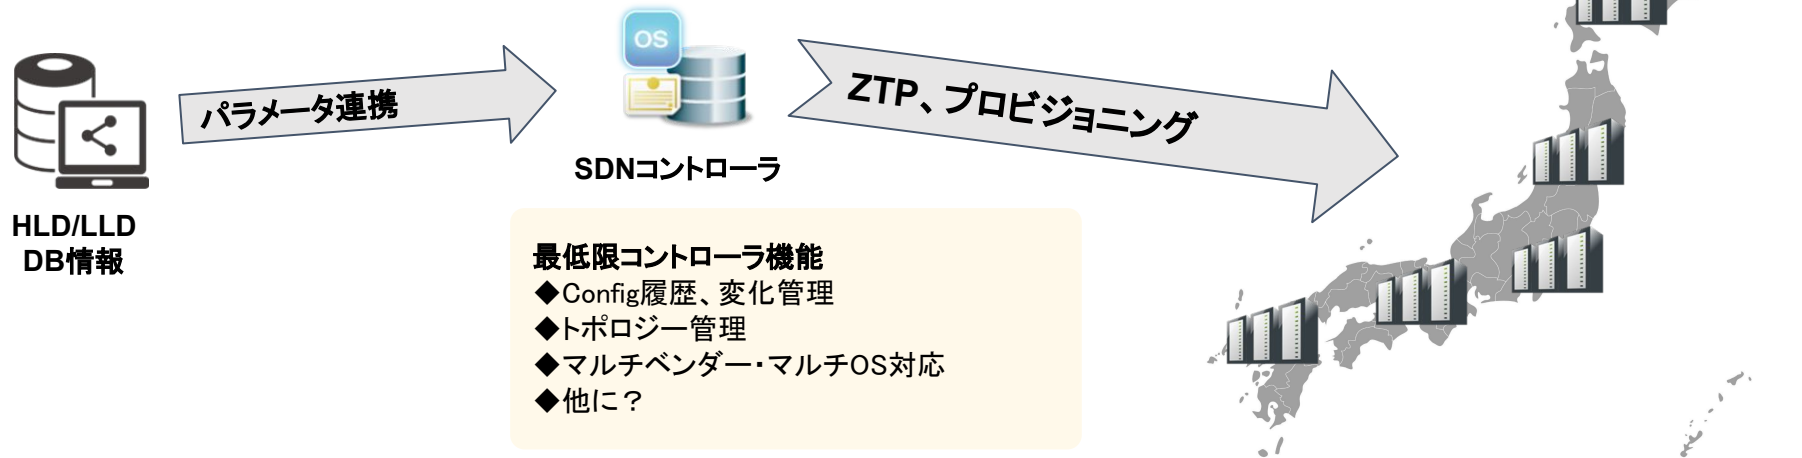 OS
パラメータ連携
ZTP、プロビジョニング
SDNコントローラ
HLD/LLD
DB情報
最低限コントローラ機能
◆Config履歴、変化管理
◆トポロジー管理
◆マルチベンダー・マルチOS対応
◆他に？